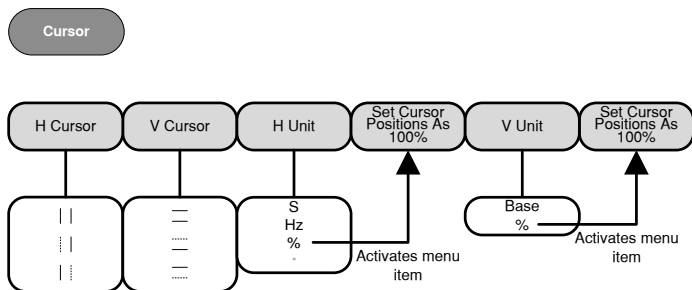 Cursor
H Cursor
V Cursor
H Unit
Set Cursor
Positions As
100%
V Unit
Set Cursor
Positions As
100%
S
Hz
%
°
Activates menu
item
Base
%
Activates menu
item